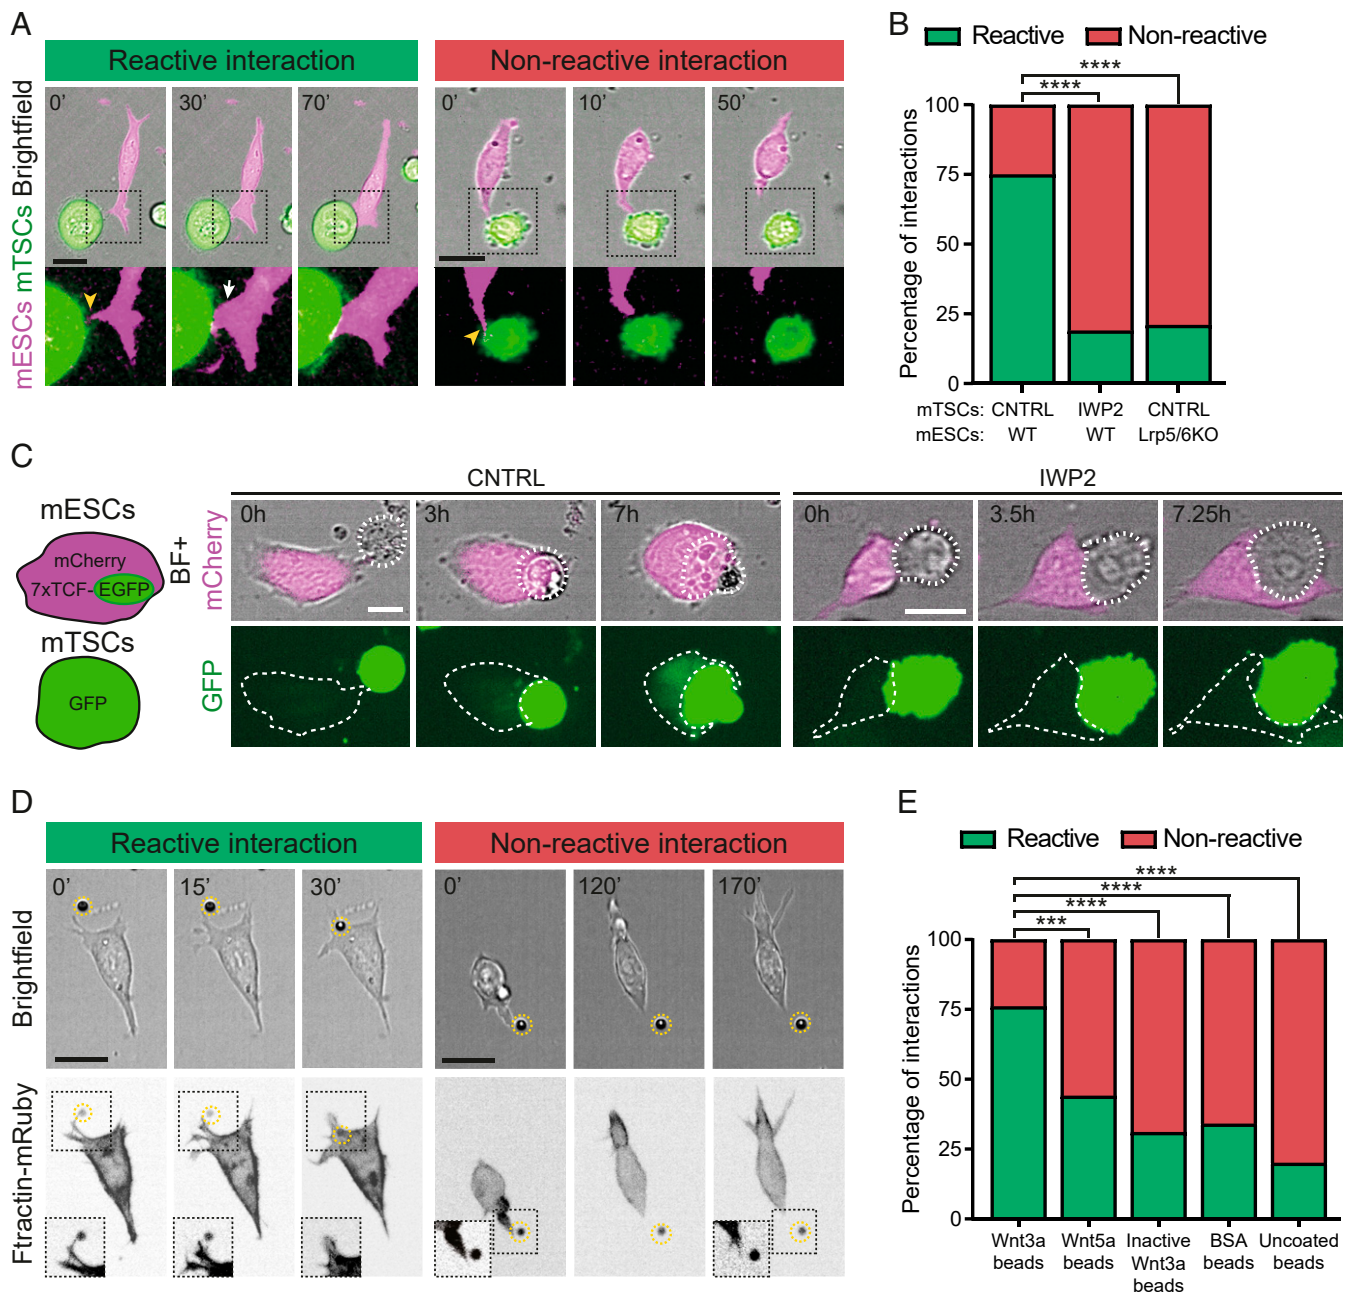 A
Reactive interaction
Non-reactive interaction
mESCs mTSCs Brightfield
0’
30’
70’
0’
10’
50’
B
Reactive
Non-reactive
****
****
Percentage of interactions
100
75
50
25
0
mTSCs: CNTRL IWP2 CNTRL
mESCs: WT WT Lrp5/6KO
C
mESCs
mCherry
7xTCF-EGFP
mTSCs
GFP
CNTRL
IWP2
BF+
mCherry
0h
3h
7h
0h
3.5h
7.25h
GFP
D
Reactive interaction
Non-reactive interaction
Brightfield
0’
15’
30’
0’
120’
170’
Ftractin-mRuby
E
Reactive
Non-reactive
****
****
****
***
Percentage of interactions
100
75
50
25
0
Wnt3a Wnt5a Inactive BSA Uncoated
beads beads Wnt3a beads beads
beads